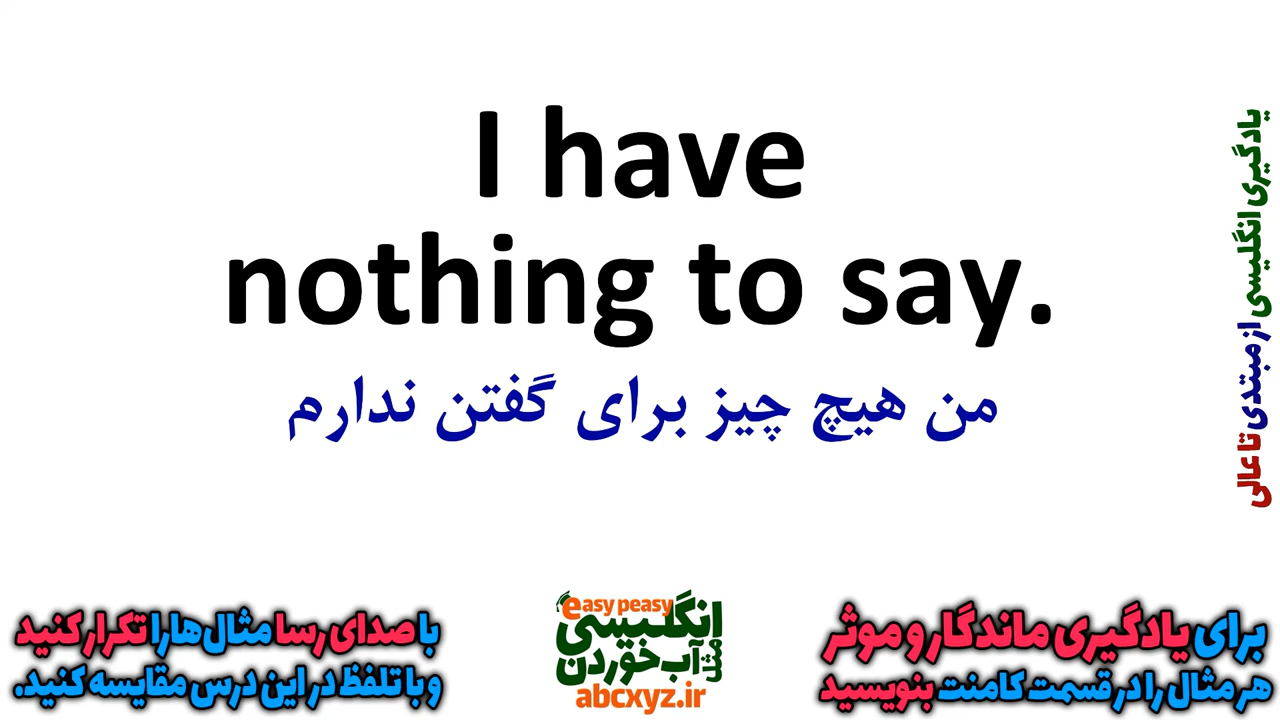 I have
nothing to say.
من هیچ چیز برای گفتن ندارم
یادگیری انگلیسی از مبتدی تا عالی
برای یادگیری ماندگار و موثر
هر مثال را در قسمت کامنت بنویسید
easy peasy
انگلیسی
مثل آب خوردن
abcxyz.ir
با صدای رسا مثال‌ها را تکرار کنید
و با تلفظ در این درس مقایسه کنید.